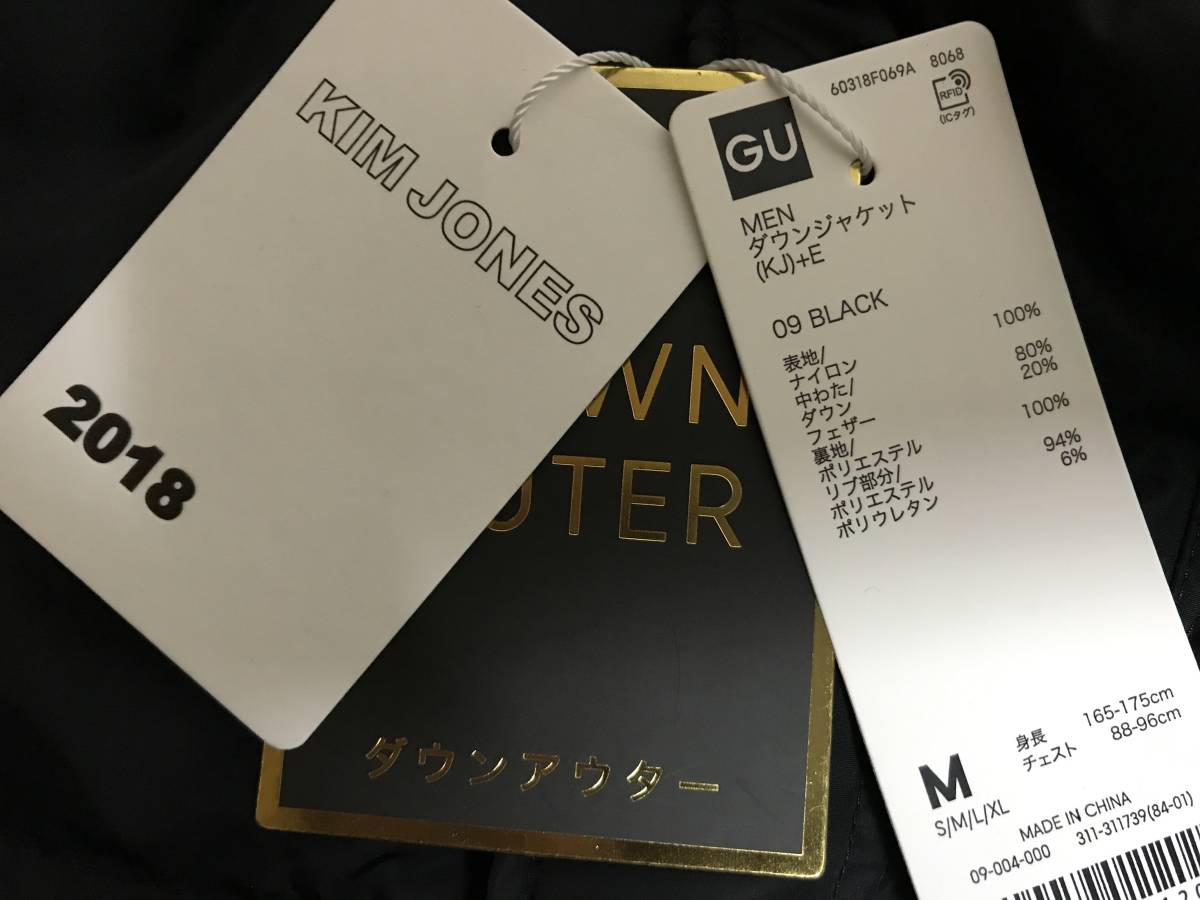 KIM JONES
2018
WN
UTER
ダウンアウター
60318F069A 8068
RFID
(ICタグ)
GU
MEN
ダウンジャケット
(KJ)+E
09 BLACK
表地/
ナイロン 100%
中わた/
ダウン 80%
フェザー 20%
裏地/
ポリエステル 100%
リブ部分/
ポリエステル 94%
ポリウレタン 6%
M
S/M/L/XL
身長 165-175cm
チェスト 88-96cm
MADE IN CHINA
09-004-000 311-311739(84-01)